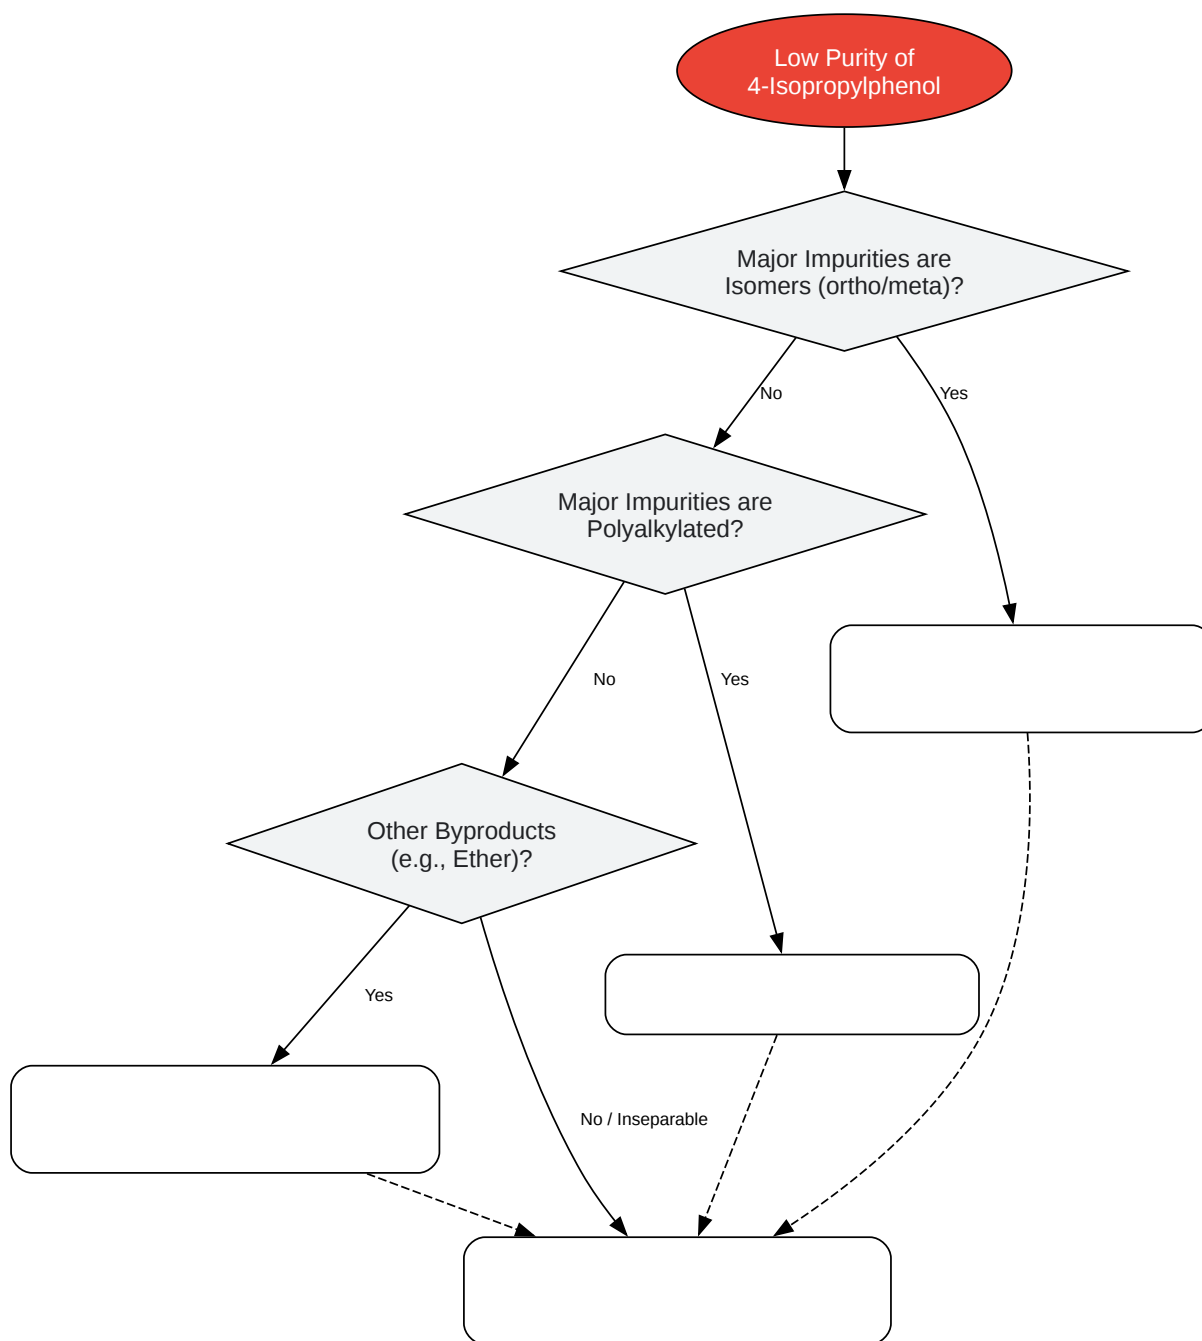 Low Purity of
4-Isopropylphenol
Major Impurities are
Isomers (ortho/meta)?
No
Yes
Major Impurities are
Polyalkylated?
No
Yes
Other Byproducts
(e.g., Ether)?
Yes
No / Inseparable